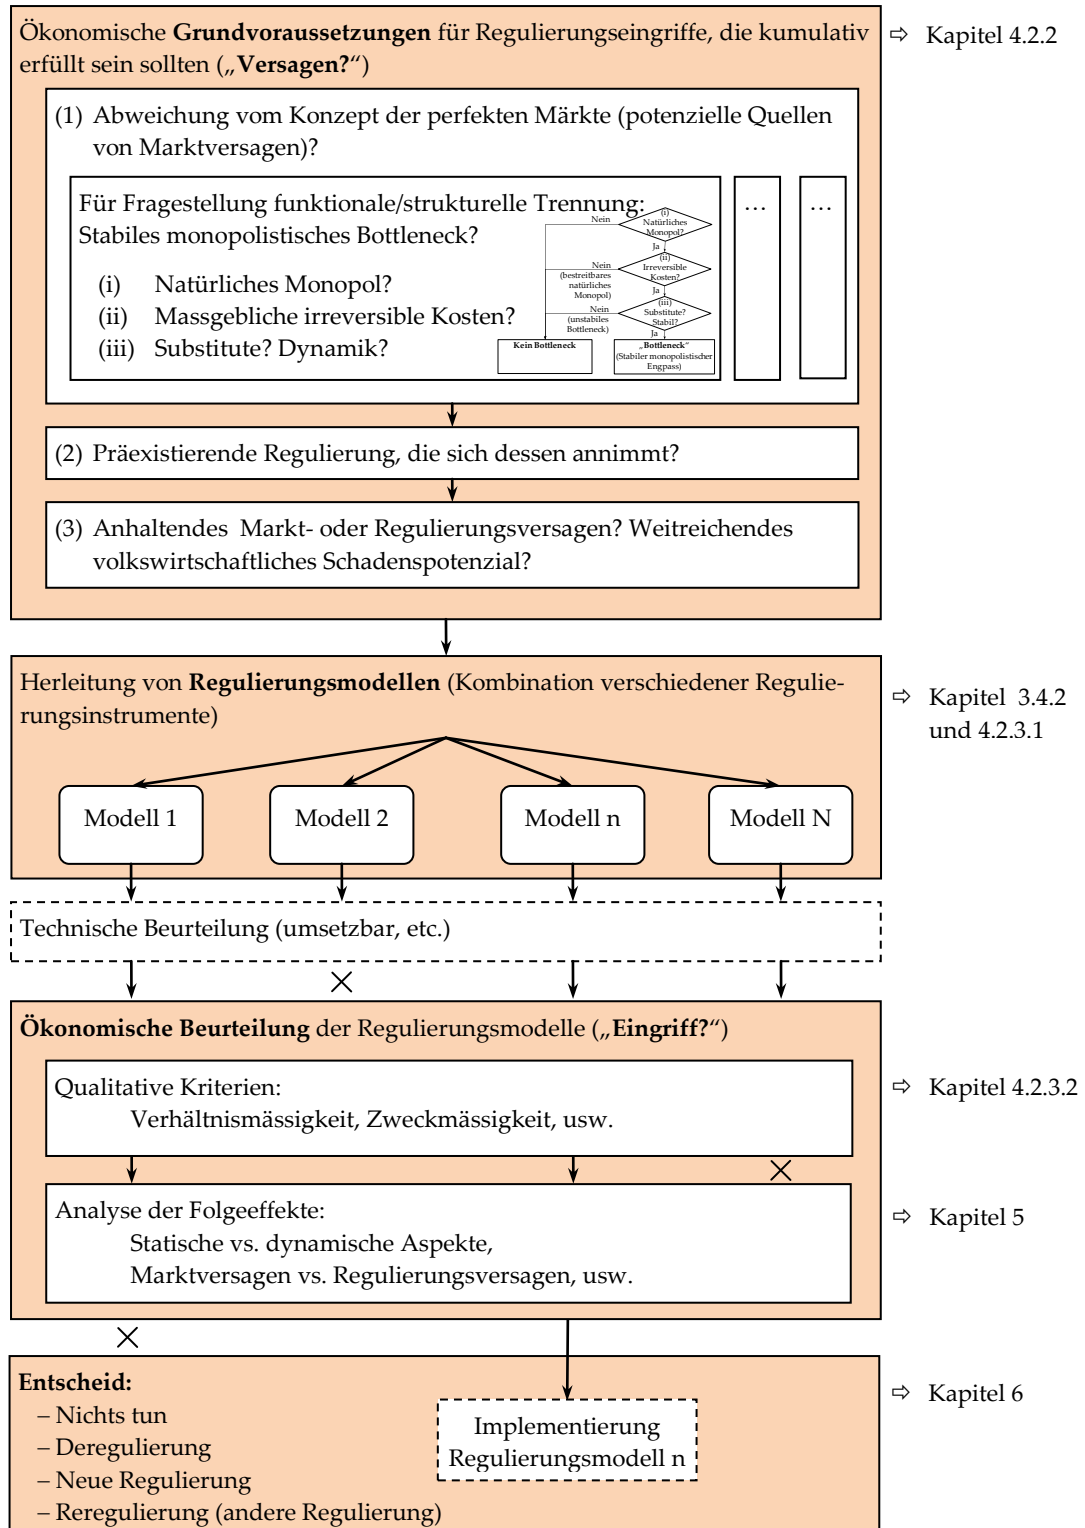 Ökonomische Grundvoraussetzungen für Regulierungseingriffe, die kumulativ
erfüllt sein sollten („Versagen?“)
⇨ Kapitel 4.2.2
(1) Abweichung vom Konzept der perfekten Märkte (potenzielle Quellen
von Marktversagen)?
Für Fragestellung funktionale/strukturelle Trennung:
Stabiles monopolistisches Bottleneck?
(i) Natürliches Monopol?
(ii) Massgebliche irreversible Kosten?
(iii) Substitute? Dynamik?
(i)
Natürliches
Monopol?
Nein
Ja
(ii)
Irreversible
Kosten?
Nein
(bestreitbares
natürliches
Monopol)
Ja
(iii)
Substitute?
Stabil?
Nein
(unstabiles
Bottleneck)
Ja
Kein Bottleneck
„Bottleneck“
(Stabiler monopolistischer
Engpass)
…
…
(2) Präexistierende Regulierung, die sich dessen annimmt?
(3) Anhaltendes Markt- oder Regulierungsversagen? Weitreichendes
volkswirtschaftliches Schadenspotenzial?
Herleitung von Regulierungsmodellen (Kombination verschiedener Regulie-
rungsinstrumente)
⇨ Kapitel 3.4.2
und 4.2.3.1
Modell 1
Modell 2
Modell n
Modell N
Technische Beurteilung (umsetzbar, etc.)
Ökonomische Beurteilung der Regulierungsmodelle („Eingriff?“)
Qualitative Kriterien:
Verhältnismässigkeit, Zweckmässigkeit, usw.
⇨ Kapitel 4.2.3.2
Analyse der Folgeeffekte:
Statische vs. dynamische Aspekte,
Marktversagen vs. Regulierungsversagen, usw.
⇨ Kapitel 5
Entscheid:
– Nichts tun
– Deregulierung
– Neue Regulierung
– Reregulierung (andere Regulierung)
Implementierung
Regulierungsmodell n
⇨ Kapitel 6